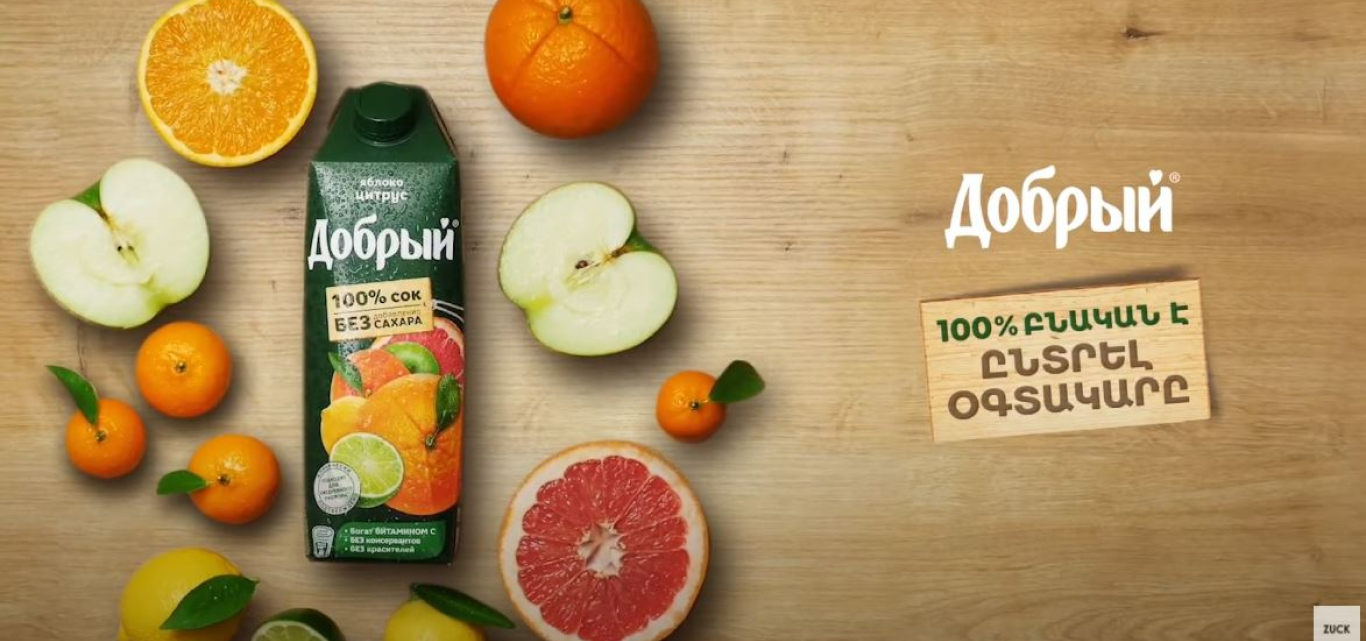 яблоко
цитрус
Добрый®
100% сок
БЕЗ добавления
САХАРА
• Богат ВИТАМИНОМ С
• БЕЗ консервантов
• БЕЗ красителей
Добрый®
100% ԲՆԱԿԱՆ Է
ԸՆՏՐԵԼ
ՕԳՏԱԿԱՐԸ
ZUCK